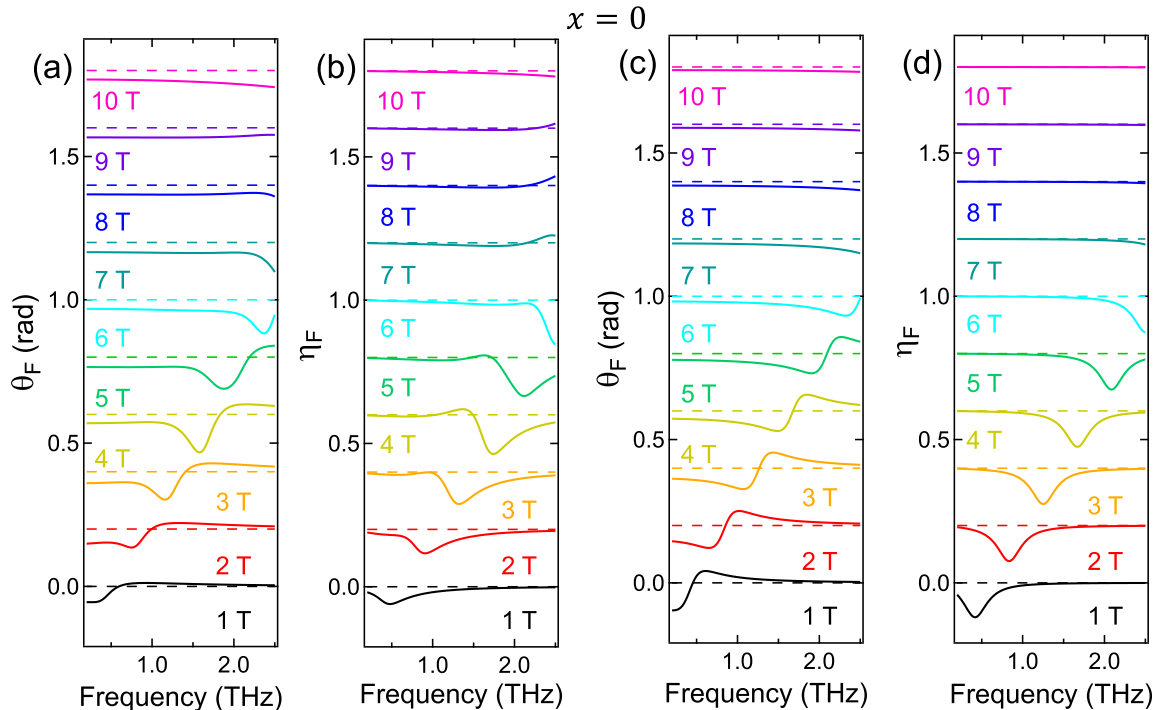 x = 0
(a)
10 T
9 T
8 T
7 T
6 T
5 T
4 T
3 T
2 T
1 T
1.5
1.0
0.5
0.0
θF (rad)
1.0 2.0
Frequency (THz)
(b)
10 T
9 T
8 T
7 T
6 T
5 T
4 T
3 T
2 T
1 T
1.5
1.0
0.5
0.0
ηF
1.0 2.0
Frequency (THz)
(c)
10 T
9 T
8 T
7 T
6 T
5 T
4 T
3 T
2 T
1 T
1.5
1.0
0.5
0.0
θF (rad)
1.0 2.0
Frequency (THz)
(d)
10 T
9 T
8 T
7 T
6 T
5 T
4 T
3 T
2 T
1 T
1.5
1.0
0.5
0.0
ηF
1.0 2.0
Frequency (THz)